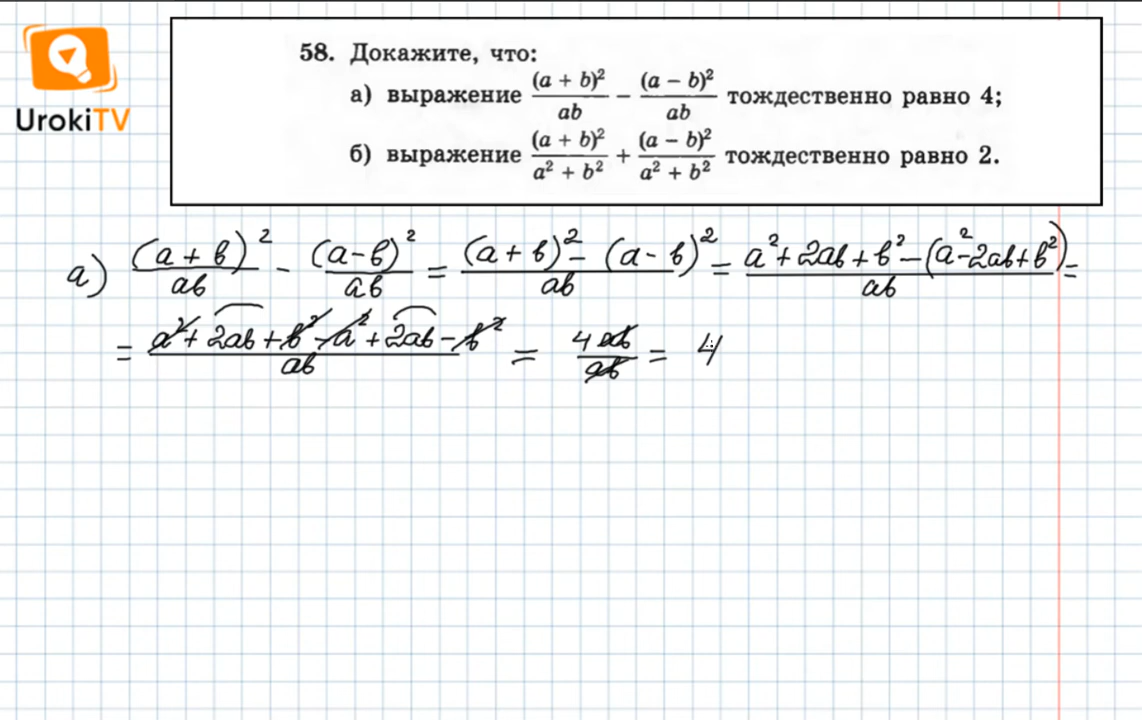 UrokiTV
58. Докажите, что:
а) выражение (a + b)²/ab − (a − b)²/ab тождественно равно 4;
б) выражение (a + b)²/a² + b² + (a − b)²/a² + b² тождественно равно 2.
а) (a + b)²/ab - (a-b)²/ab = (a + b)² - (a - b)²/ab = a²+2ab+b²-(a²-2ab+b²)/ab =
= a²+2ab+b²-a²+2ab-b²/ab = 4ab/ab = 4